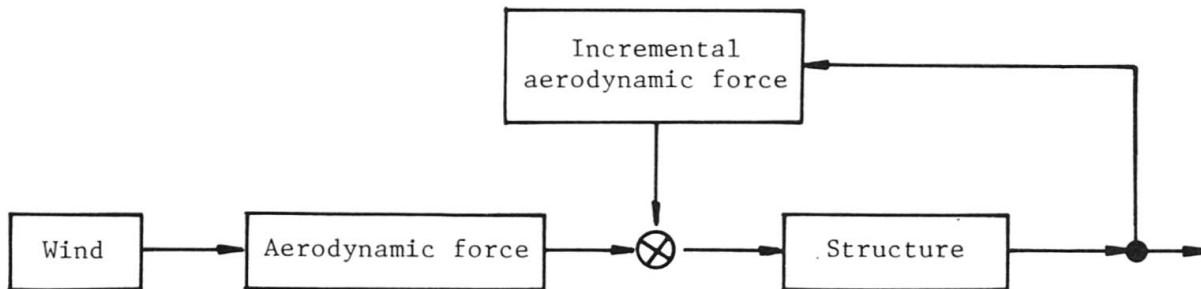 Incremental
aerodynamic force
Wind
Aerodynamic force
Structure